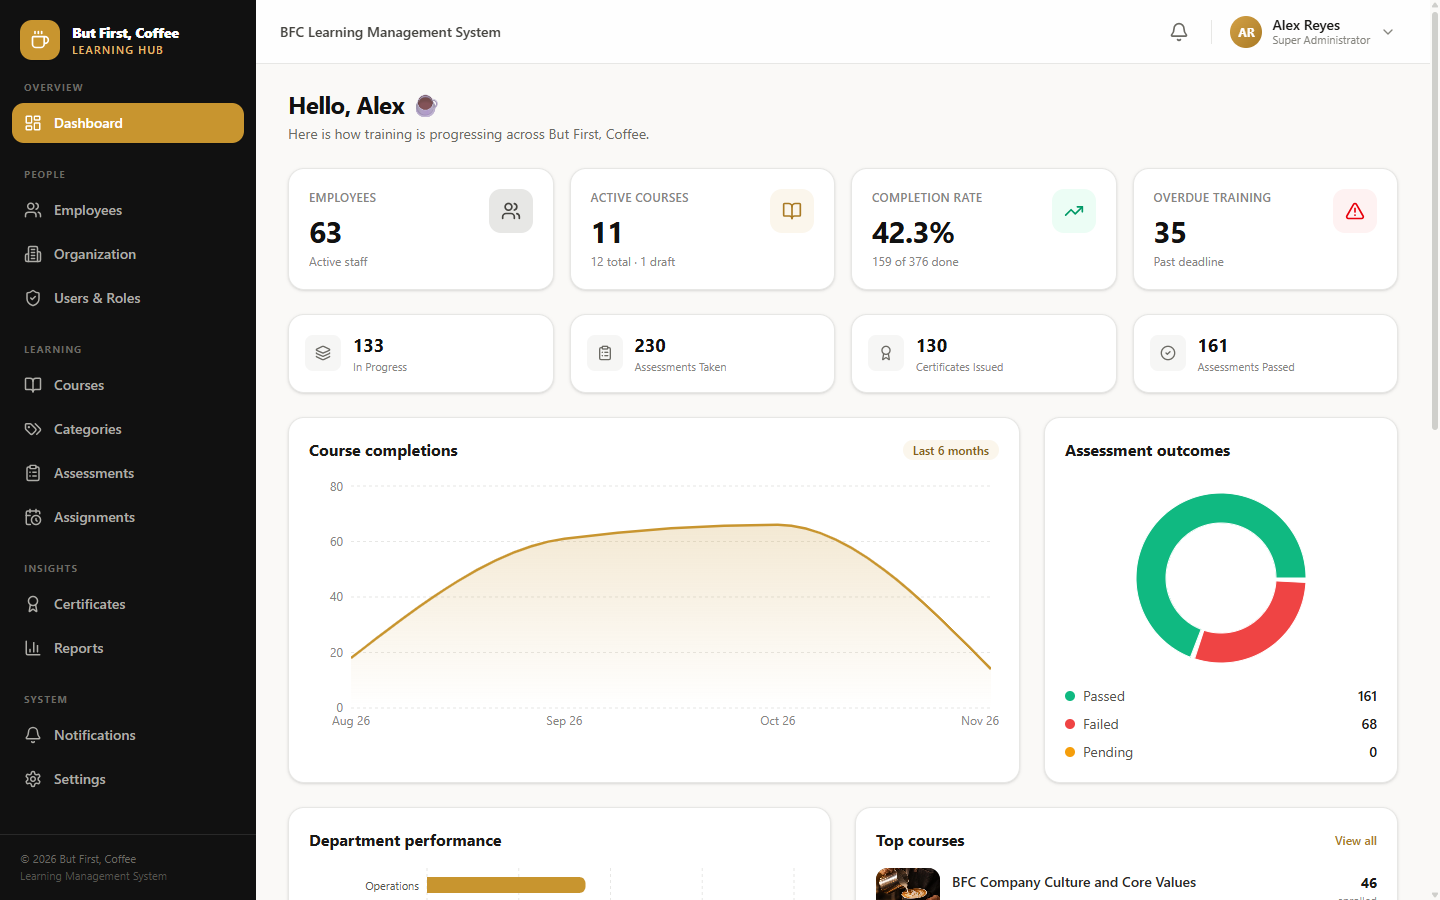 But First, Coffee
LEARNING HUB
OVERVIEW
Dashboard
PEOPLE
Employees
Organization
Users & Roles
LEARNING
Courses
Categories
Assessments
Assignments
INSIGHTS
Certificates
Reports
SYSTEM
Notifications
Settings
© 2026 But First, Coffee
Learning Management System
BFC Learning Management System
AR
Alex Reyes
Super Administrator
Hello, Alex
Here is how training is progressing across But First, Coffee.
EMPLOYEES
63
Active staff
ACTIVE COURSES
11
12 total · 1 draft
COMPLETION RATE
42.3%
159 of 376 done
OVERDUE TRAINING
35
Past deadline
133
In Progress
230
Assessments Taken
130
Certificates Issued
161
Assessments Passed
Course completions
Last 6 months
80
60
40
20
0
Aug 26
Sep 26
Oct 26
Nov 26
Assessment outcomes
Passed 161
Failed 68
Pending 0
Department performance
Operations
Top courses
View all
BFC Company Culture and Core Values
46